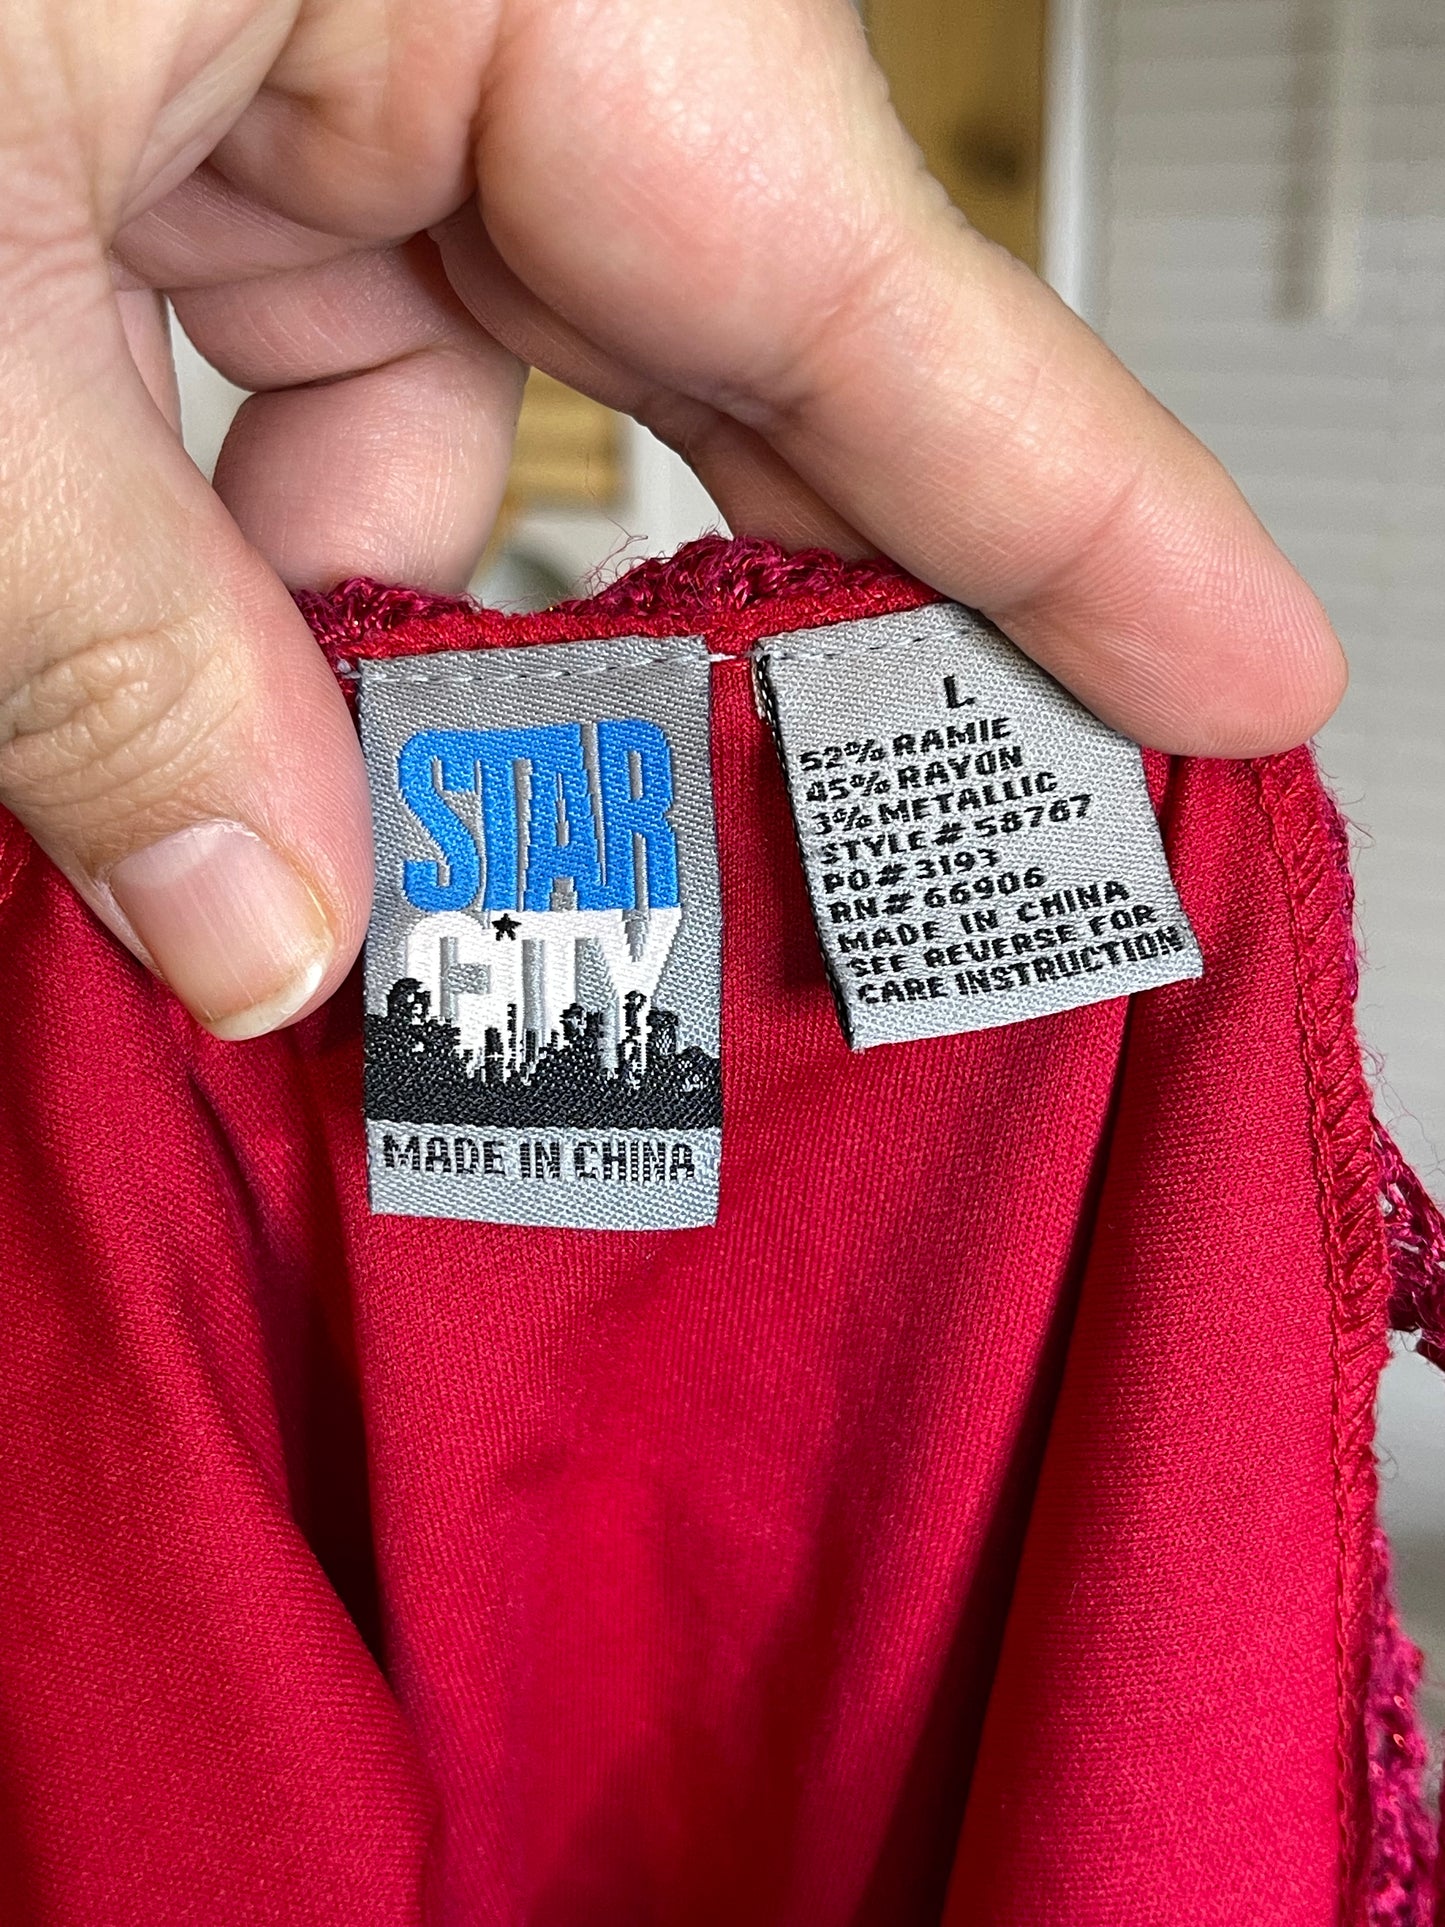 STAR
CITY
MADE IN CHINA
L
52% RAMIE
45% RAYON
3% METALLIC
STYLE# 58767
PO# 3193
RN# 66906
MADE IN CHINA
SEE REVERSE FOR
CARE INSTRUCTION